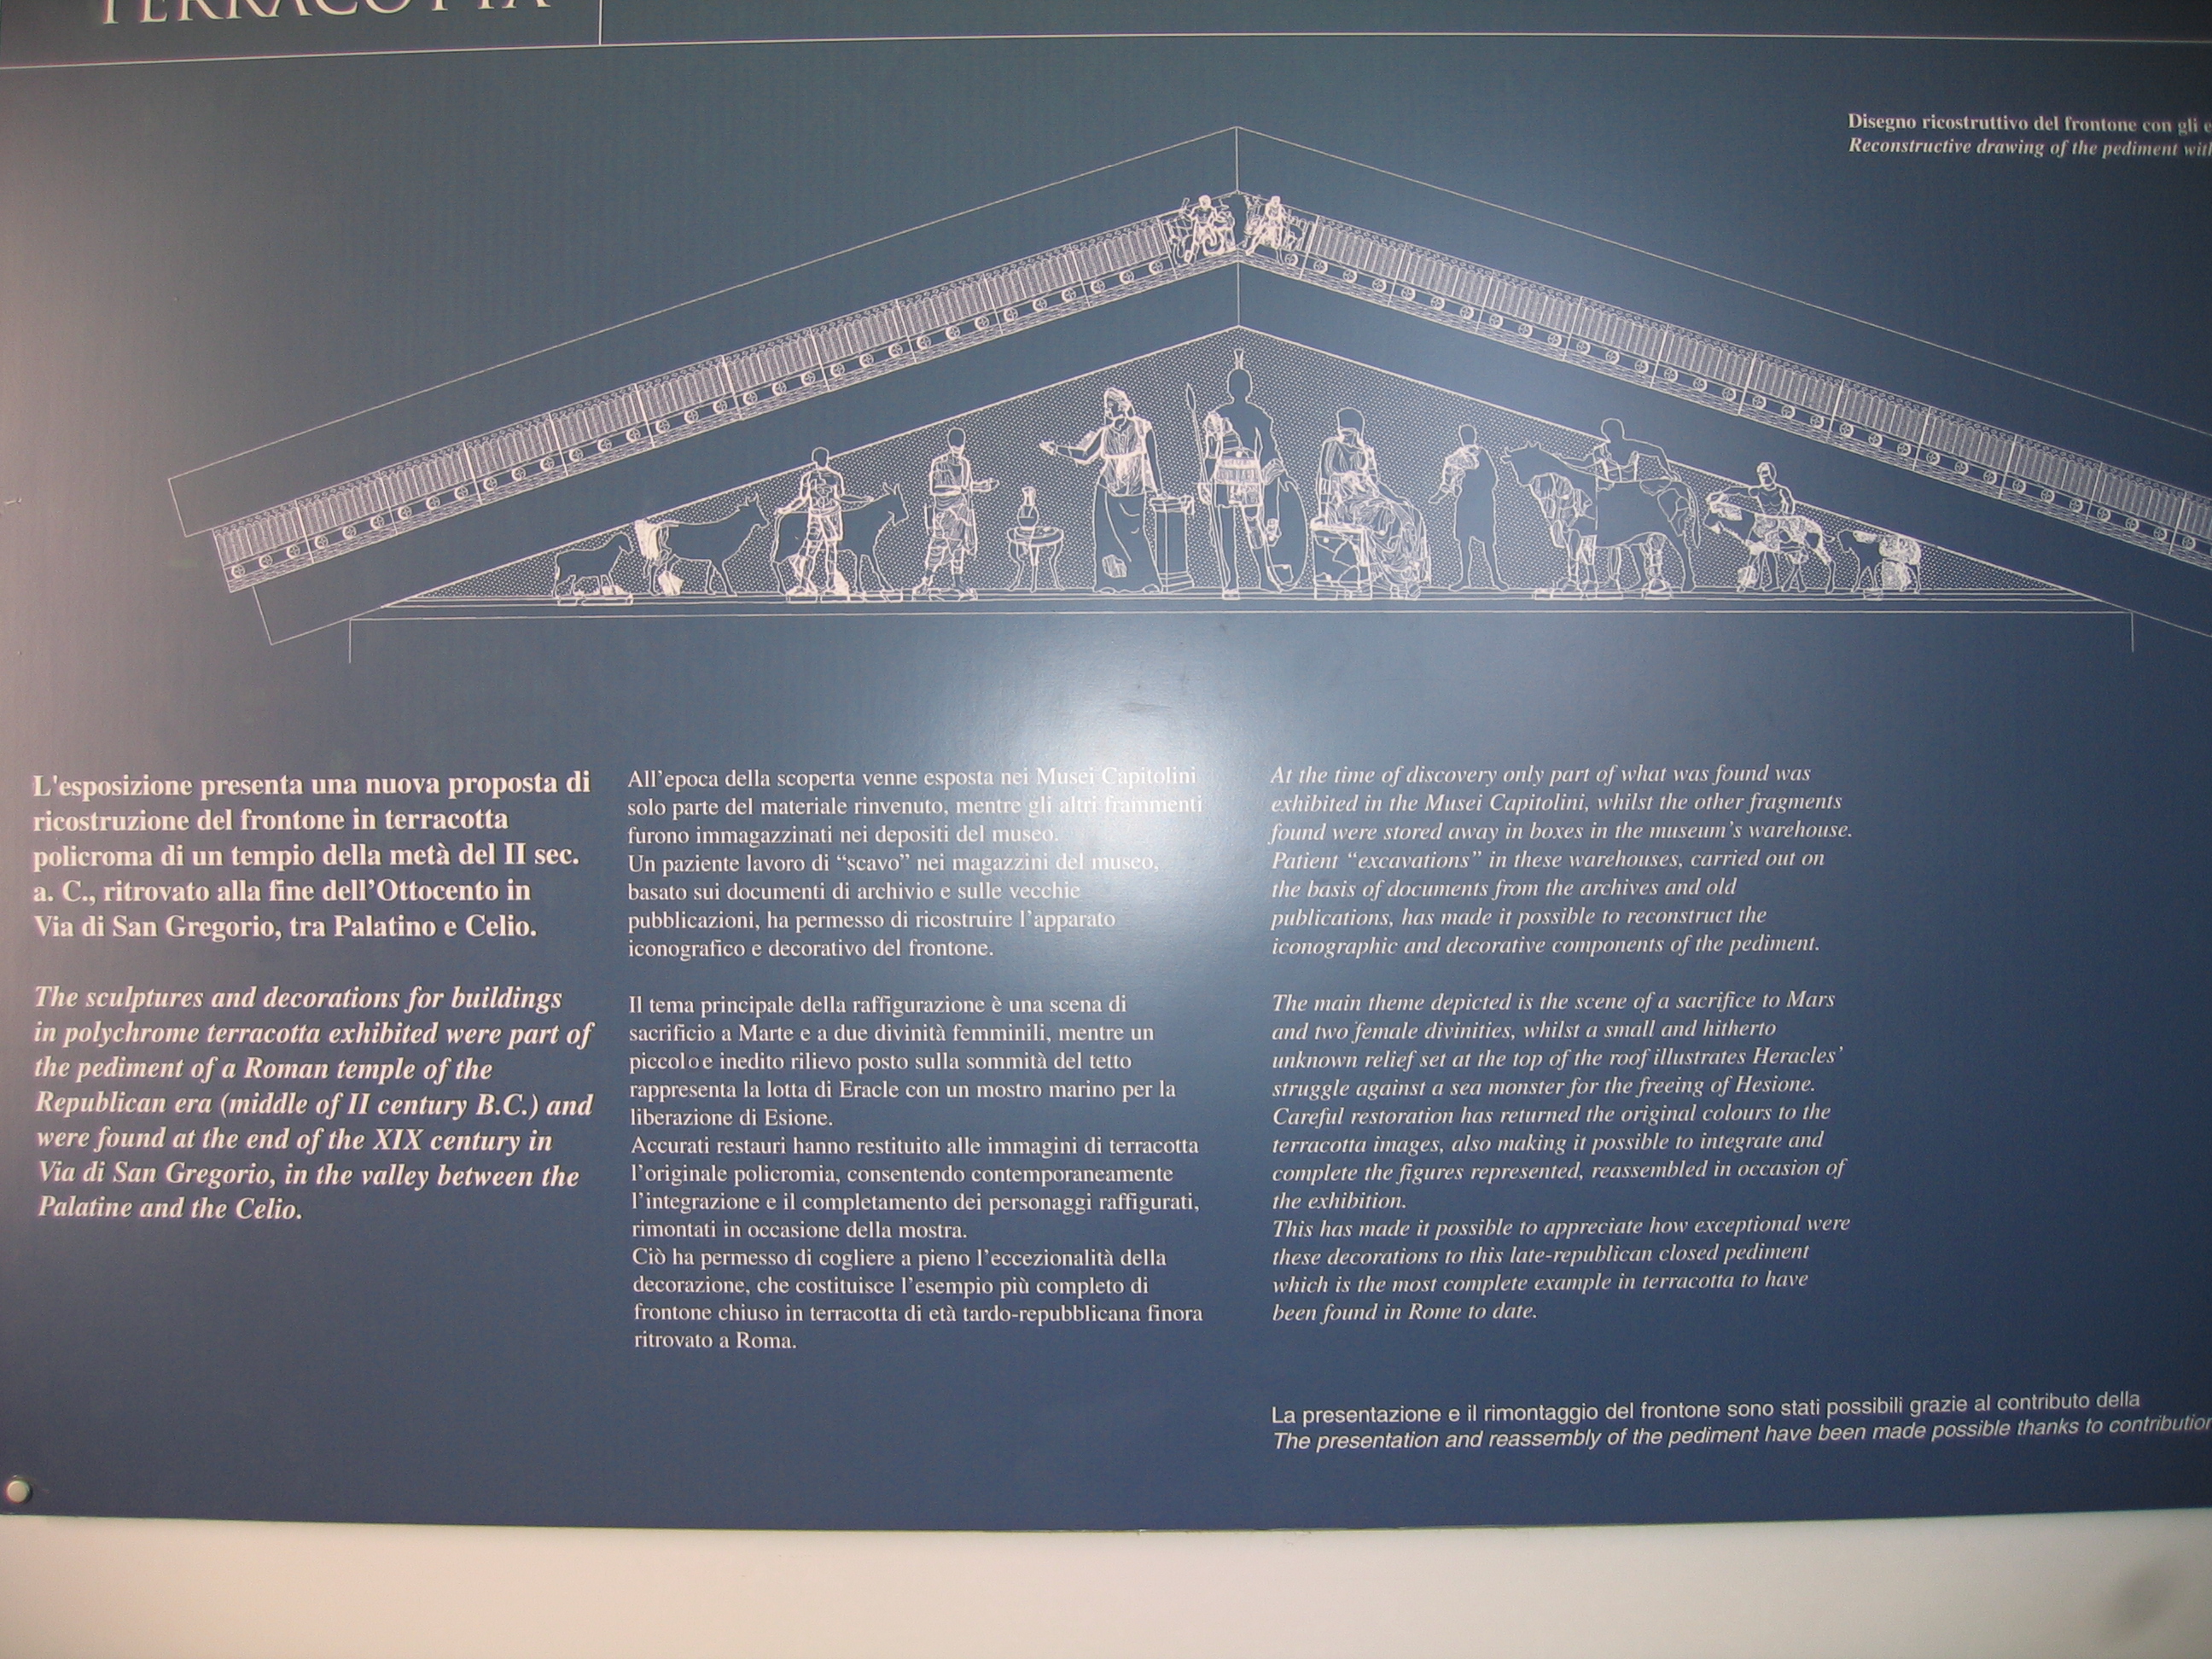 TERRACOTTA
Disegno ricostruttivo del frontone con gli
Reconstructive drawing of the pediment
L'esposizione presenta una nuova proposta di
ricostruzione del frontone in terracotta
policroma di un tempio della metà del II sec.
a. C., ritrovato alla fine dell'Ottocento in
Via di San Gregorio, tra Palatino e Celio.
The sculptures and decorations for buildings
in polychrome terracotta exhibited were part of
the pediment of a Roman temple of the
Republican era (middle of II century B.C.) and
were found at the end of the XIX century in
Via di San Gregorio, in the valley between the
Palatine and the Celio.
All'epoca della scoperta venne esposta nei Musei Capitolini
solo parte del materiale rinvenuto, mentre gli altri frammenti
furono immagazzinati nei depositi del museo.
Un paziente lavoro di “scavo” nei magazzini del museo,
basato sui documenti di archivio e sulle vecchie
pubblicazioni, ha permesso di ricostruire l'apparato
iconografico e decorativo del frontone.
Il tema principale della raffigurazione è una scena di
sacrificio a Marte e a due divinità femminili, mentre un
piccolo e inedito rilievo posto sulla sommità del tetto
rappresenta la lotta di Eracle con un mostro marino per la
liberazione di Esione.
Accurati restauri hanno restituito alle immagini di terracotta
l'originale policromia, consentendo contemporaneamente
l'integrazione e il completamento dei personaggi raffigurati,
rimontati in occasione della mostra.
Ciò ha permesso di cogliere a pieno l'eccezionalità della
decorazione, che costituisce l'esempio più completo di
frontone chiuso in terracotta di età tardo-repubblicana finora
ritrovato a Roma.
At the time of discovery only part of what was found was
exhibited in the Musei Capitolini, whilst the other fragments
found were stored away in boxes in the museum's warehouse.
Patient “excavations” in these warehouses, carried out on
the basis of documents from the archives and old
publications, has made it possible to reconstruct the
iconographic and decorative components of the pediment.
The main theme depicted is the scene of a sacrifice to Mars
and two female divinities, whilst a small and hitherto
unknown relief set at the top of the roof illustrates Heracles'
struggle against a sea monster for the freeing of Hesione.
Careful restoration has returned the original colours to the
terracotta images, also making it possible to integrate and
complete the figures represented, reassembled in occasion of
the exhibition.
This has made it possible to appreciate how exceptional were
these decorations to this late-republican closed pediment
which is the most complete example in terracotta to have
been found in Rome to date.
La presentazione e il rimontaggio del frontone sono stati possibili grazie al contributo della
The presentation and reassembly of the pediment have been made possible thanks to contribution